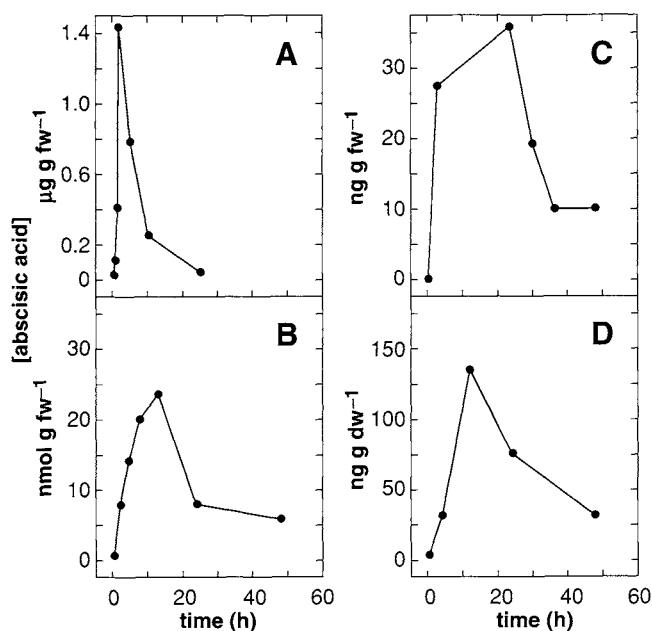 A
1.4
1.0
0.6
0.2
0
µg g fw⁻¹
C
30
20
10
0
ng g fw⁻¹
[abscisic acid]
B
30
20
10
0
nmol g fw⁻¹
0 20 40 60
time (h)
D
150
100
50
0
ng g dw⁻¹
0 20 40 60
time (h)